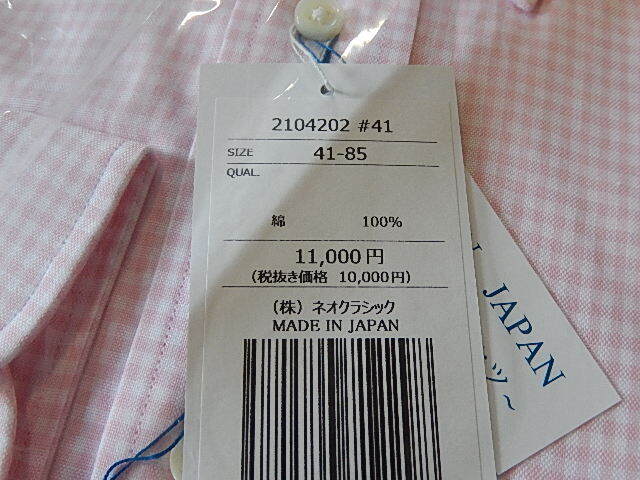 2104202 #41
SIZE 41-85
QUAL.
綿 100%
11,000円
(税抜き価格 10,000円)
(株) ネオクラシック
MADE IN JAPAN
JAPAN
ツ~